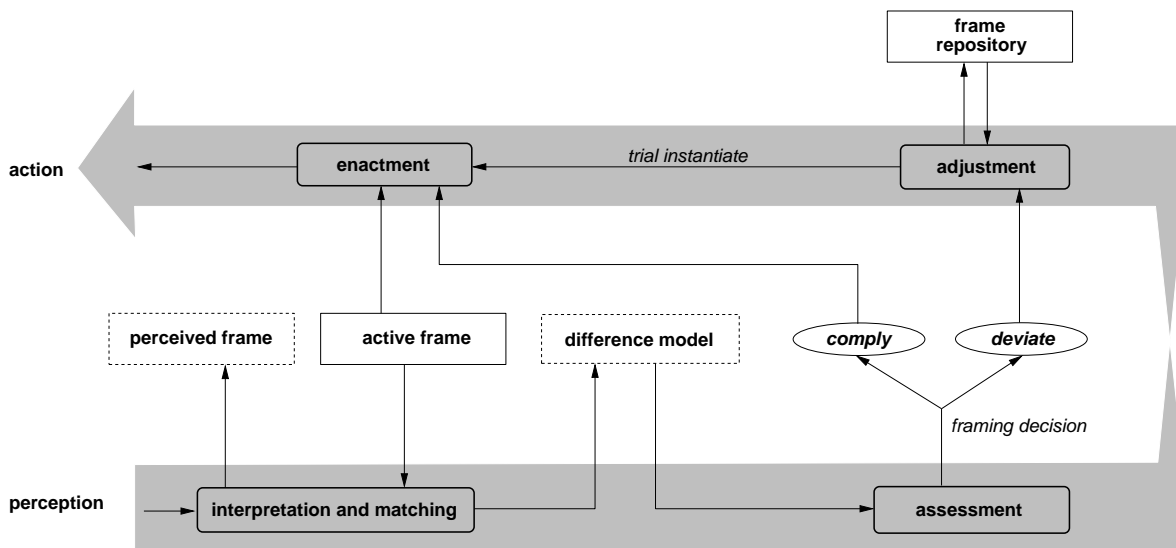 frame
repository
action
enactment
trial instantiate
adjustment
perceived frame
active frame
difference model
comply
deviate
framing decision
perception
interpretation and matching
assessment